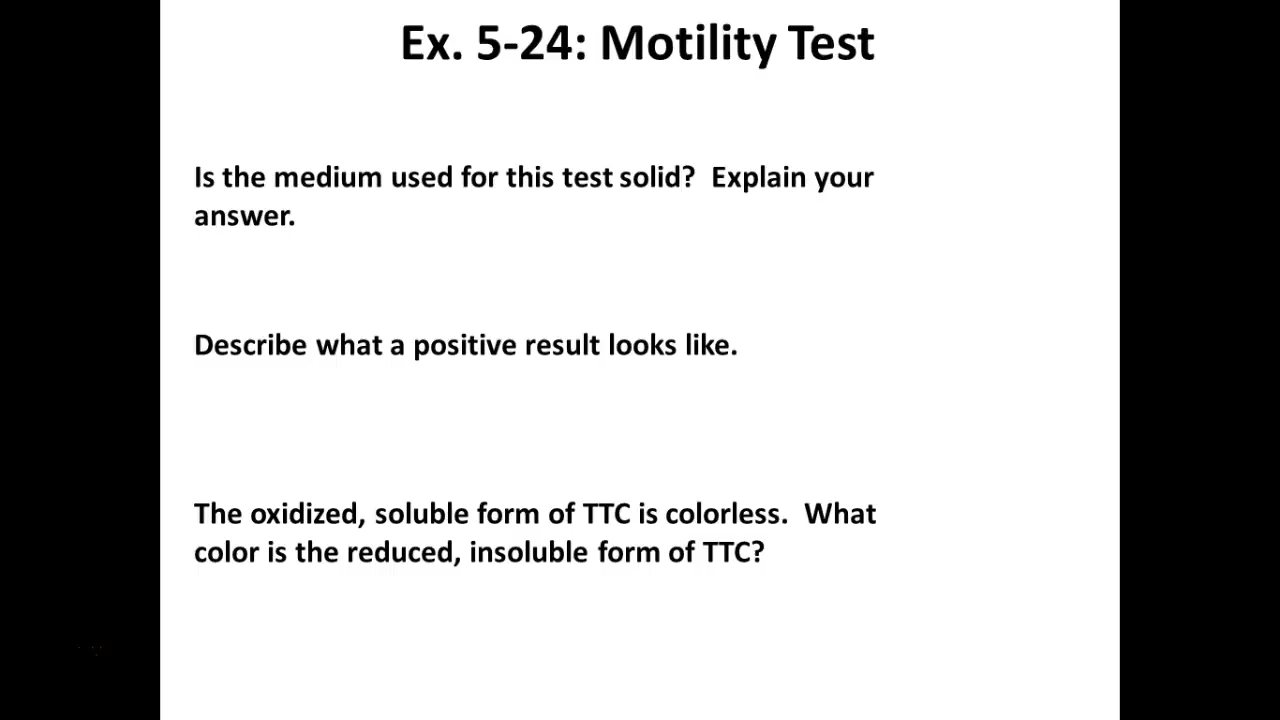 Ex. 5-24: Motility Test
Is the medium used for this test solid?  Explain your
answer.
Describe what a positive result looks like.
The oxidized, soluble form of TTC is colorless.  What
color is the reduced, insoluble form of TTC?